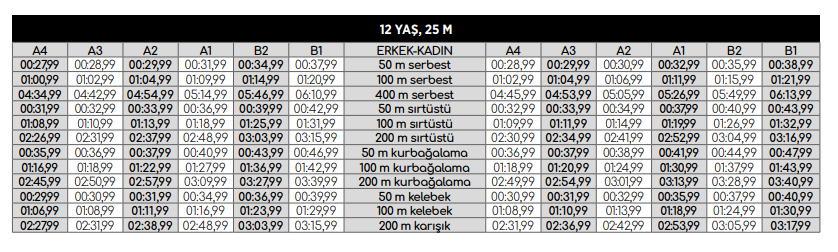 12 YAŞ, 25 M
A4 A3 A2 A1 B2 B1 ERKEK-KADIN A4 A3 A2 A1 B2 B1
00:27,99 00:28,99 00:29,99 00:31,99 00:34,99 00:37,99 50 m serbest 00:28,99 00:29,99 00:30,99 00:32,99 00:35,99 00:38,99
01:00,99 01:02,99 01:04,99 01:09,99 01:14,99 01:20,99 100 m serbest 01:02,99 01:04,99 01:06,99 01:11,99 01:15,99 01:21,99
04:34,99 04:42,99 04:54,99 05:14,99 05:46,99 06:10,99 400 m serbest 04:45,99 04:53,99 05:05,99 05:26,99 05:49,99 06:13,99
00:31,99 00:32,99 00:33,99 00:36,99 00:39,99 00:42,99 50 m sırtüstü 00:32,99 00:33,99 00:34,99 00:37,99 00:40,99 00:43,99
01:08,99 01:10,99 01:13,99 01:18,99 01:25,99 01:31,99 100 m sırtüstü 01:09,99 01:11,99 01:14,99 01:19,99 01:26,99 01:32,99
02:26,99 02:31,99 02:37,99 02:48,99 03:03,99 03:15,99 200 m sırtüstü 02:30,99 02:34,99 02:41,99 02:52,99 03:04,99 03:16,99
00:35,99 00:36,99 00:37,99 00:40,99 00:43,99 00:46,99 50 m kurbağalama 00:36,99 00:37,99 00:38,99 00:41,99 00:44,99 00:47,99
01:16,99 01:18,99 01:22,99 01:27,99 01:36,99 01:42,99 100 m kurbağalama 01:18,99 01:20,99 01:24,99 01:30,99 01:37,99 01:43,99
02:45,99 02:50,99 02:57,99 03:09,99 03:27,99 03:39,99 200 m kurbağalama 02:49,99 02:54,99 03:01,99 03:13,99 03:28,99 03:40,99
00:29,99 00:30,99 00:31,99 00:34,99 00:36,99 00:39,99 50 m kelebek 00:30,99 00:31,99 00:32,99 00:35,99 00:37,99 00:40,99
01:06,99 01:08,99 01:11,99 01:16,99 01:23,99 01:29,99 100 m kelebek 01:08,99 01:10,99 01:13,99 01:18,99 01:24,99 01:30,99
02:27,99 02:31,99 02:38,99 02:48,99 03:03,99 03:15,99 200 m karışık 02:31,99 02:36,99 02:42,99 02:53,99 03:05,99 03:17,99